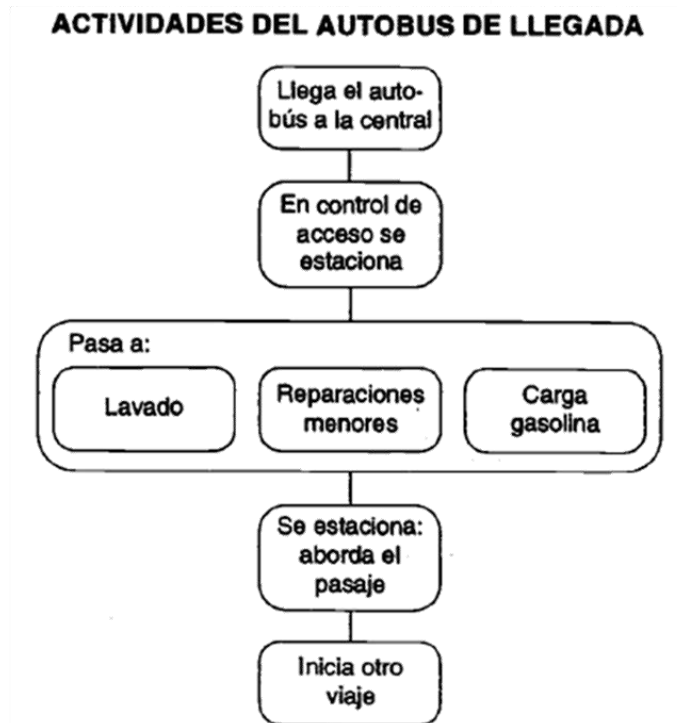 ACTIVIDADES DEL AUTOBUS DE LLEGADA
Llega el auto-
bús a la central
En control de
acceso se
estaciona
Pasa a:
Lavado
Reparaciones
menores
Carga
gasolina
Se estaciona:
aborda el
pasaje
Inicia otro
viaje